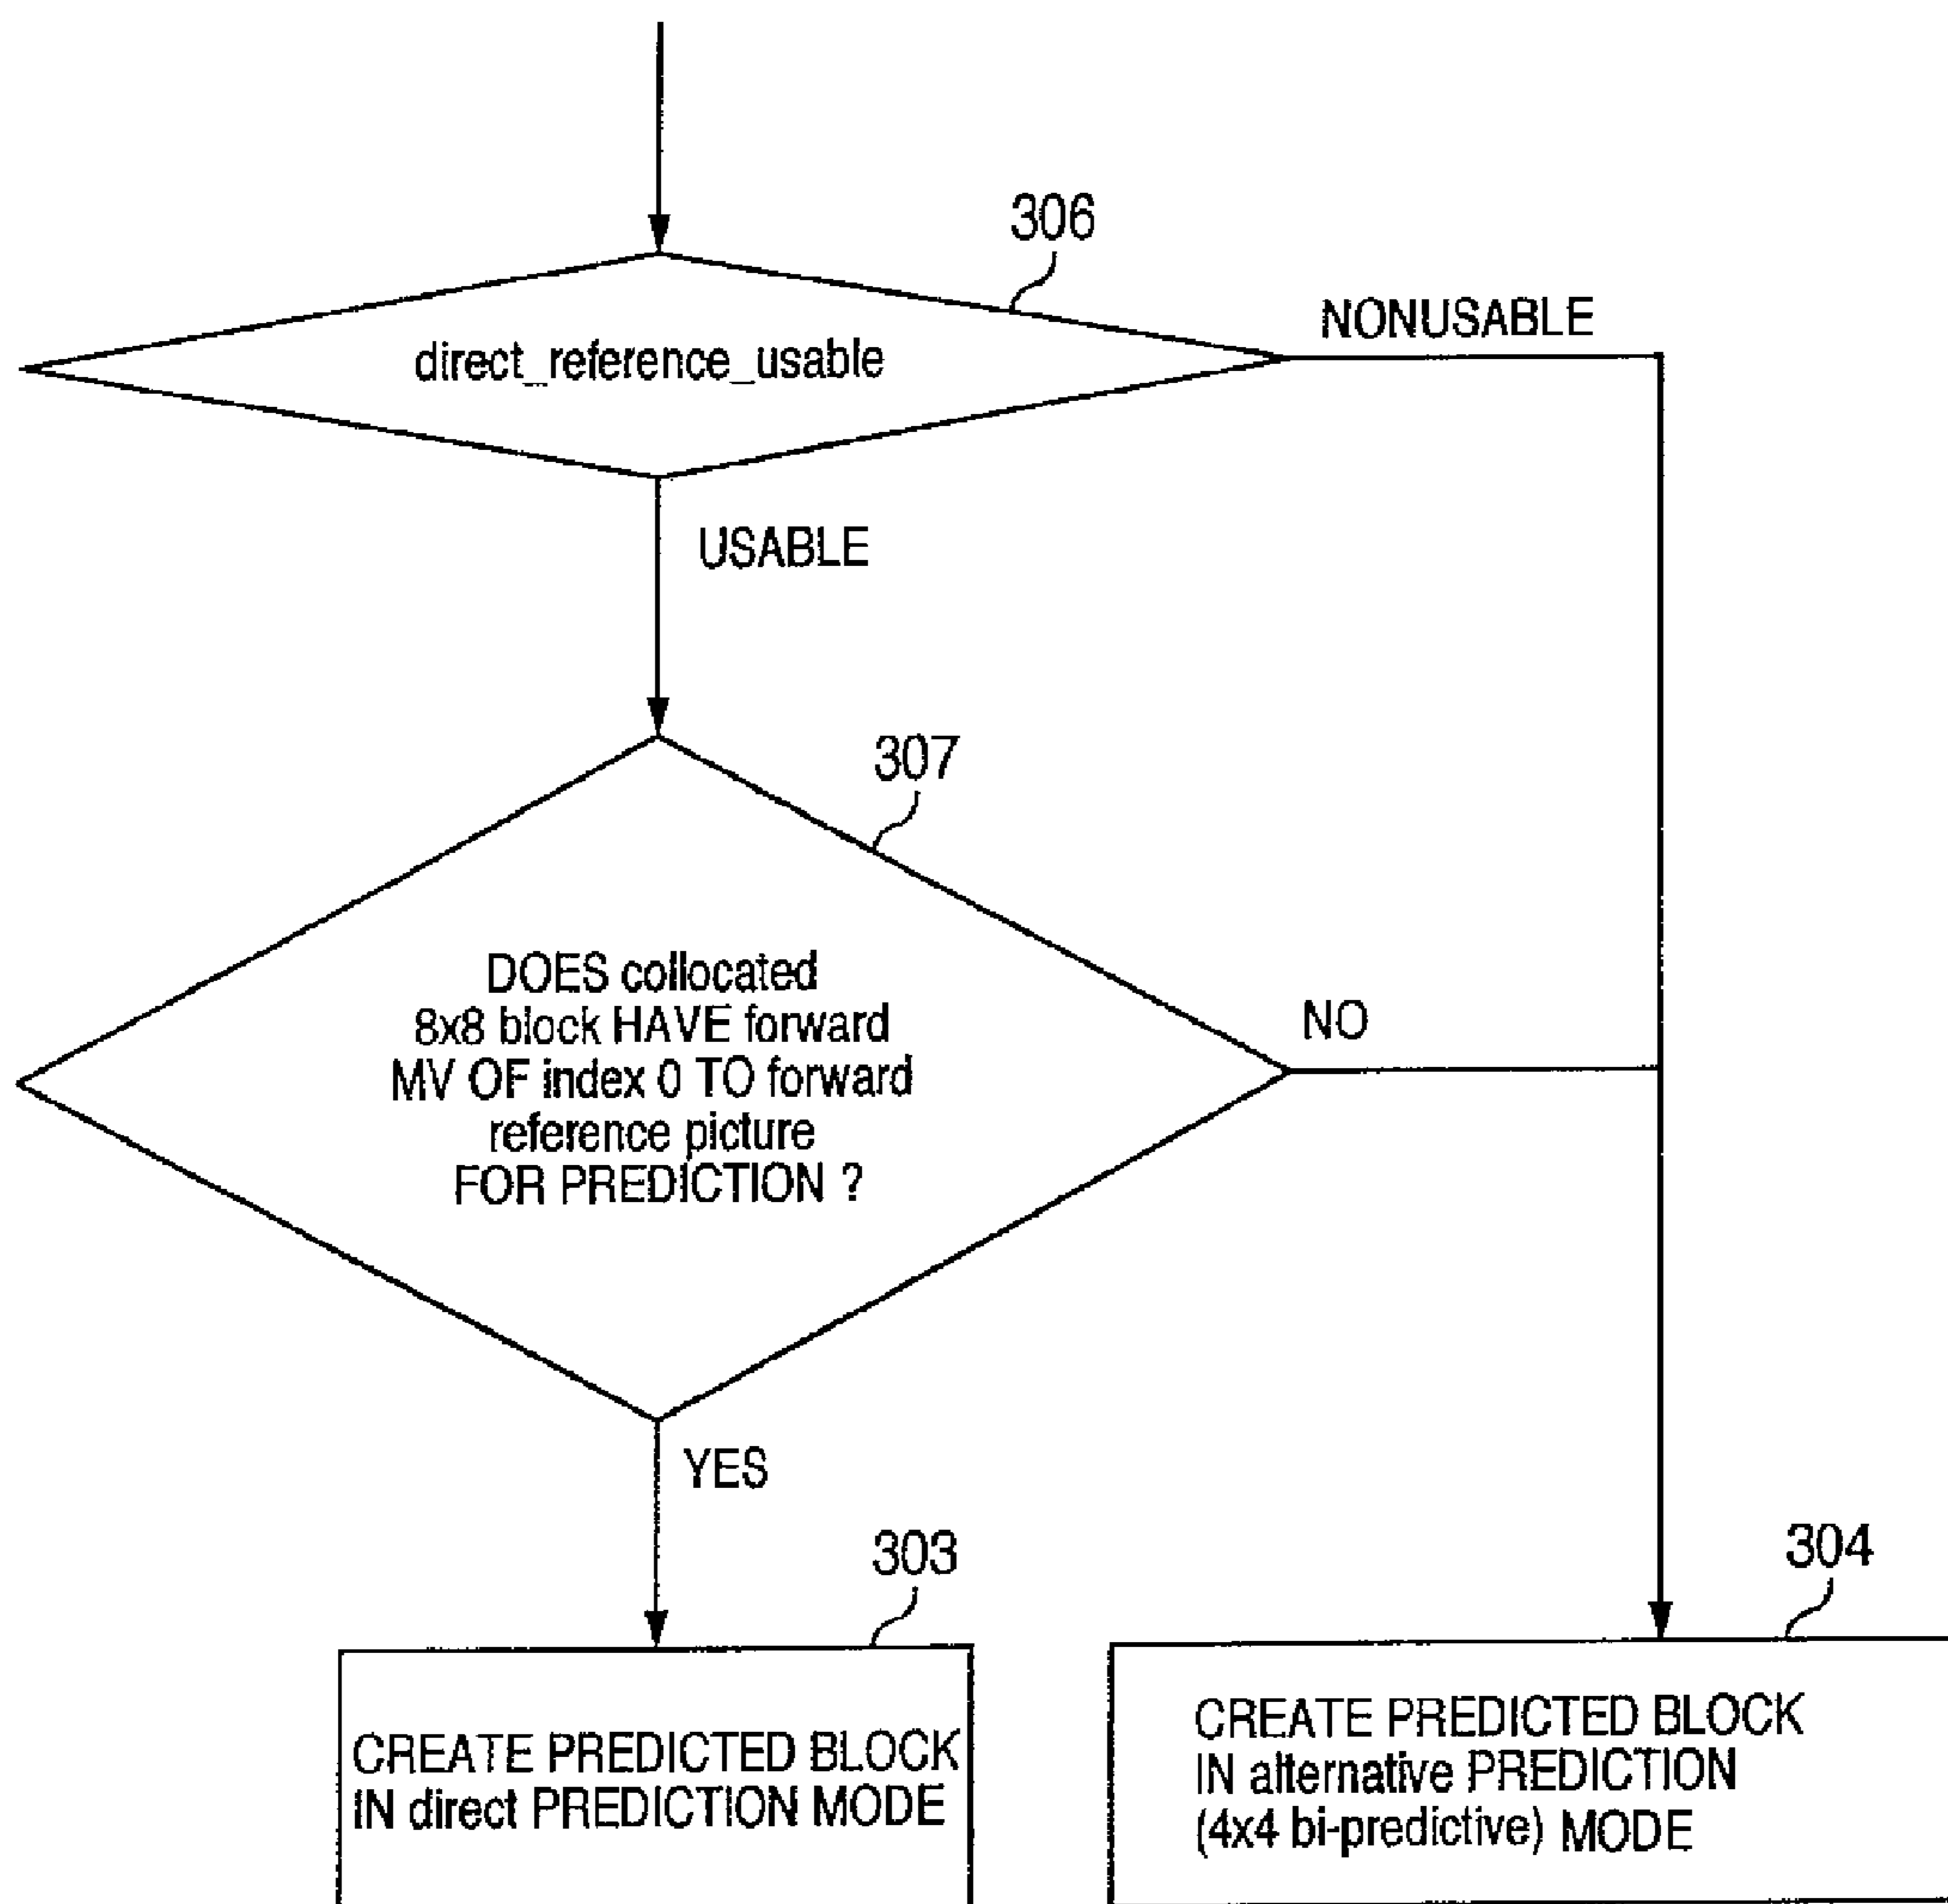 306
NONUSABLE
direct_reference_usable
USABLE
307
DOES collocated
8x8 block HAVE forward
MV OF index 0 TO forward
reference picture
FOR PREDICTION ?
NO
YES
303
304
CREATE PREDICTED BLOCK
IN direct PREDICTION MODE
CREATE PREDICTED BLOCK
IN alternative PREDICTION
(4x4 bi-predictive) MODE